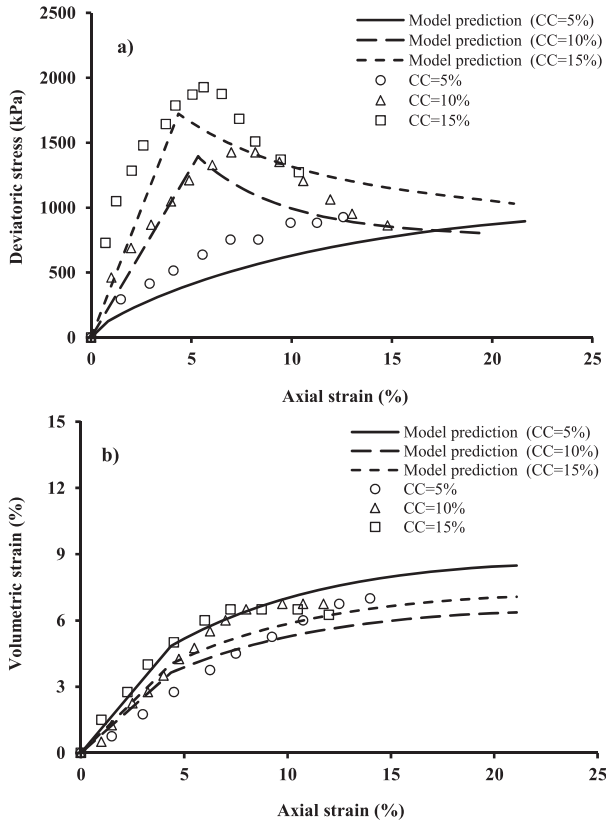 2500
2000
1500
1000
500
0
Deviatoric stress (kPa)
a)
Model prediction (CC=5%)
Model prediction (CC=10%)
Model prediction (CC=15%)
CC=5%
CC=10%
CC=15%
0 5 10 15 20 25
Axial strain (%)
15
12
9
6
3
0
Volumetric strain (%)
b)
Model prediction (CC=5%)
Model prediction (CC=10%)
Model prediction (CC=15%)
CC=5%
CC=10%
CC=15%
0 5 10 15 20 25
Axial strain (%)